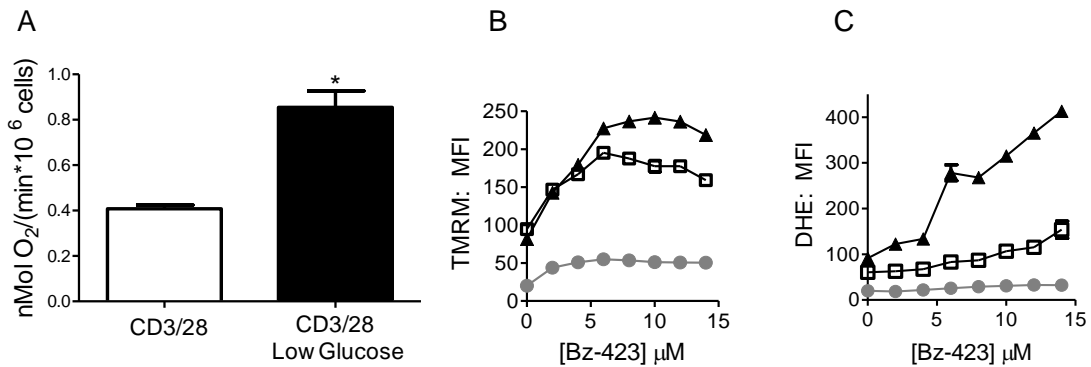 A
B
C
nMol O2/(min*10 6 cells)
1.0
0.8
0.6
0.4
0.2
0.0
*
CD3/28
CD3/28
Low Glucose
TMRM: MFI
250
200
150
100
50
0
0
5
10
15
[Bz-423] μM
DHE: MFI
400
300
200
100
0
0
5
10
15
[Bz-423] μM